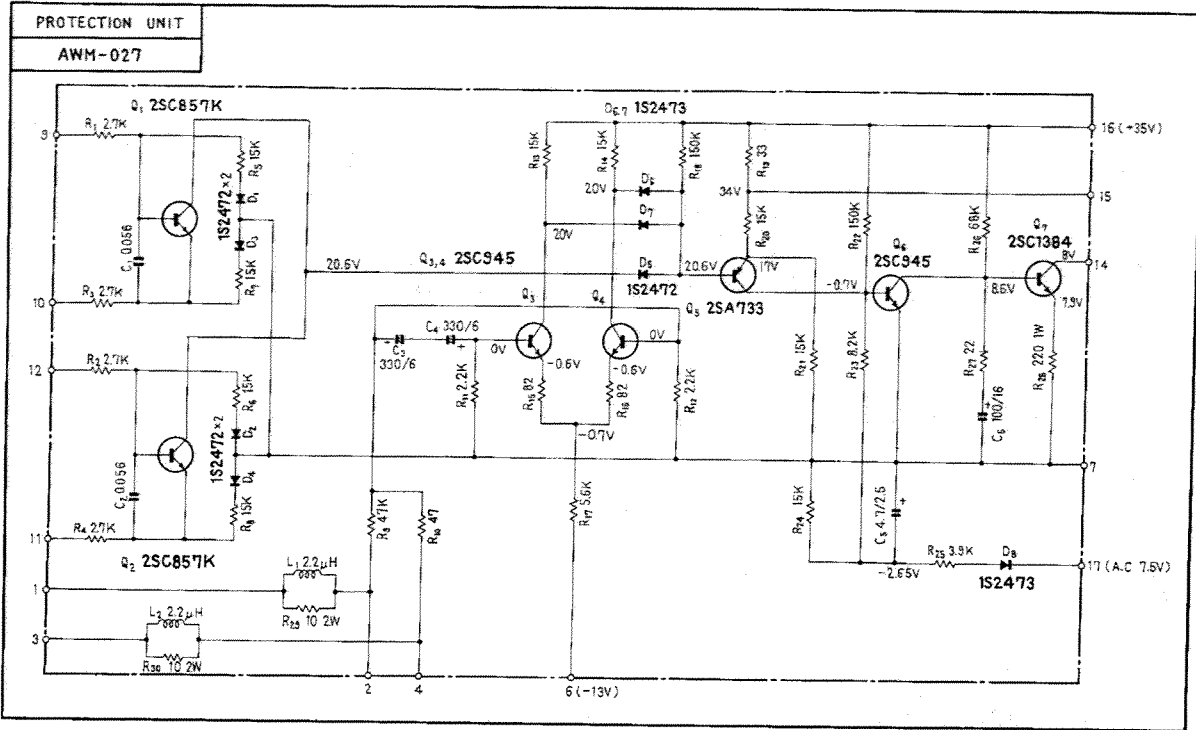 PROTECTION UNIT
AWM-027
Q₁ 2SC857K
D₆.₇ 1S2473
9
R₁ 2.7K
R₅ 15K
D₁
1S2472×2
D₃
R₇ 15K
C₁ 0.056
10
R₃ 2.7K
12
R₂ 2.7K
R₆ 15K
D₂
1S2472×2
D₄
R₈ 15K
C₂ 0.056
11
R₄ 2.7K
Q₂ 2SC857K
20.6V
Q₃,₄ 2SC945
R₁₃ 15K
R₁₄ 15K
R₁₈ 150K
20V
D₆
D₇
20V
D₅
1S2472
20.6V
Q₃
Q₄
Q₅
2SA733
C₄ 330/6
+
C₃
330/6
+
0V
0V
-0.6V
-0.6V
R₁₁ 2.2K
R₁₅ 82
R₁₆ 82
R₁₂ 2.2K
-0.7V
R₁₇ 5.6K
R₁₉ 33
34V
R₂₀ 15K
17V
R₂₁ 15K
R₂₂ 150K
-0.7V
R₂₃ 8.2K
Q₆
2SC945
R₂₆ 68K
8.6V
R₂₇ 22
+
C₆ 100/16
Q₇
2SC1384
8V
7.9V
R₂₈ 220 1W
16 (+35V)
15
14
7
R₂₄ 15K
C₅ 4.7/2.5
+
-2.65V
R₂₅ 3.9K
D₈
1S2473
17 (A.C 7.5V)
R₉ 47K
R₁₀ 47
1
L₁ 2.2μH
R₂₉ 10 2W
3
L₂ 2.2μH
R₃₀ 10 2W
2
4
6 (-13V)